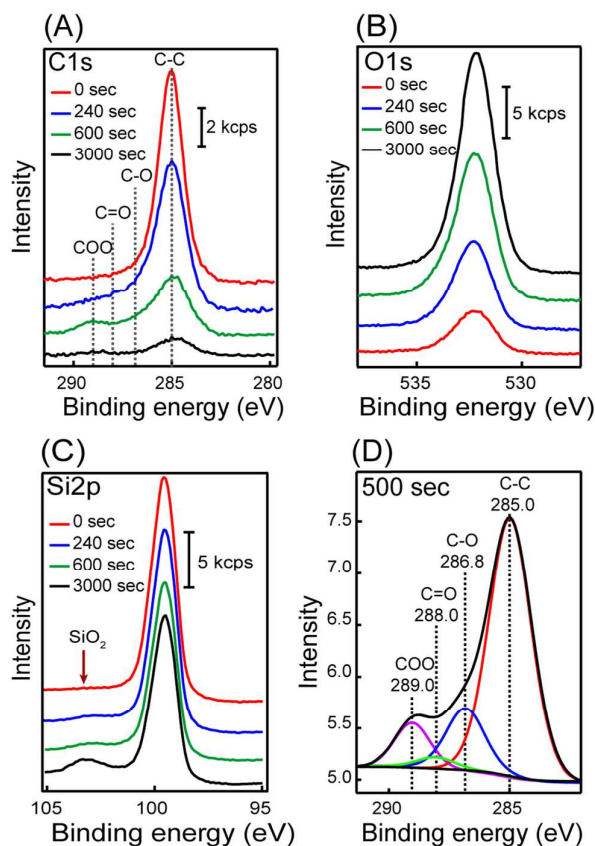 (A)
C1s
C-C
0 sec
240 sec
600 sec
3000 sec
2 kcps
C-O
C=O
COO
Intensity
290 285 280
Binding energy (eV)
(B)
O1s
0 sec
240 sec
600 sec
3000 sec
5 kcps
Intensity
535 530
Binding energy (eV)
(C)
Si2p
0 sec
240 sec
600 sec
3000 sec
5 kcps
SiO₂
Intensity
105 100 95
Binding energy (eV)
(D)
500 sec
C-C
285.0
C-O
286.8
C=O
288.0
COO
289.0
7.5
7.0
6.5
6.0
5.5
5.0
Intensity
290 285
Binding energy (eV)